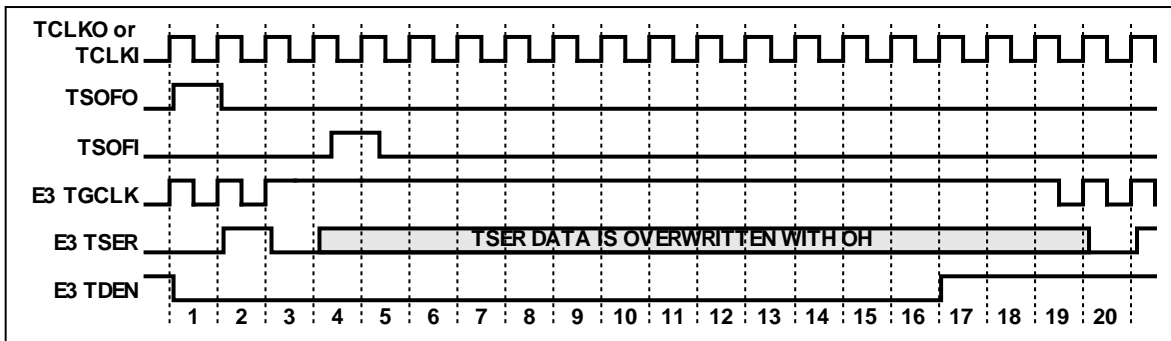 TCLKO or
TCLKI
TSOFO
TSOFI
E3 TGCLK
E3 TSER
TSER DATA IS OVERWRITTEN WITH OH
E3 TDEN
1 2 3 4 5 6 7 8 9 10 11 12 13 14 15 16 17 18 19 20